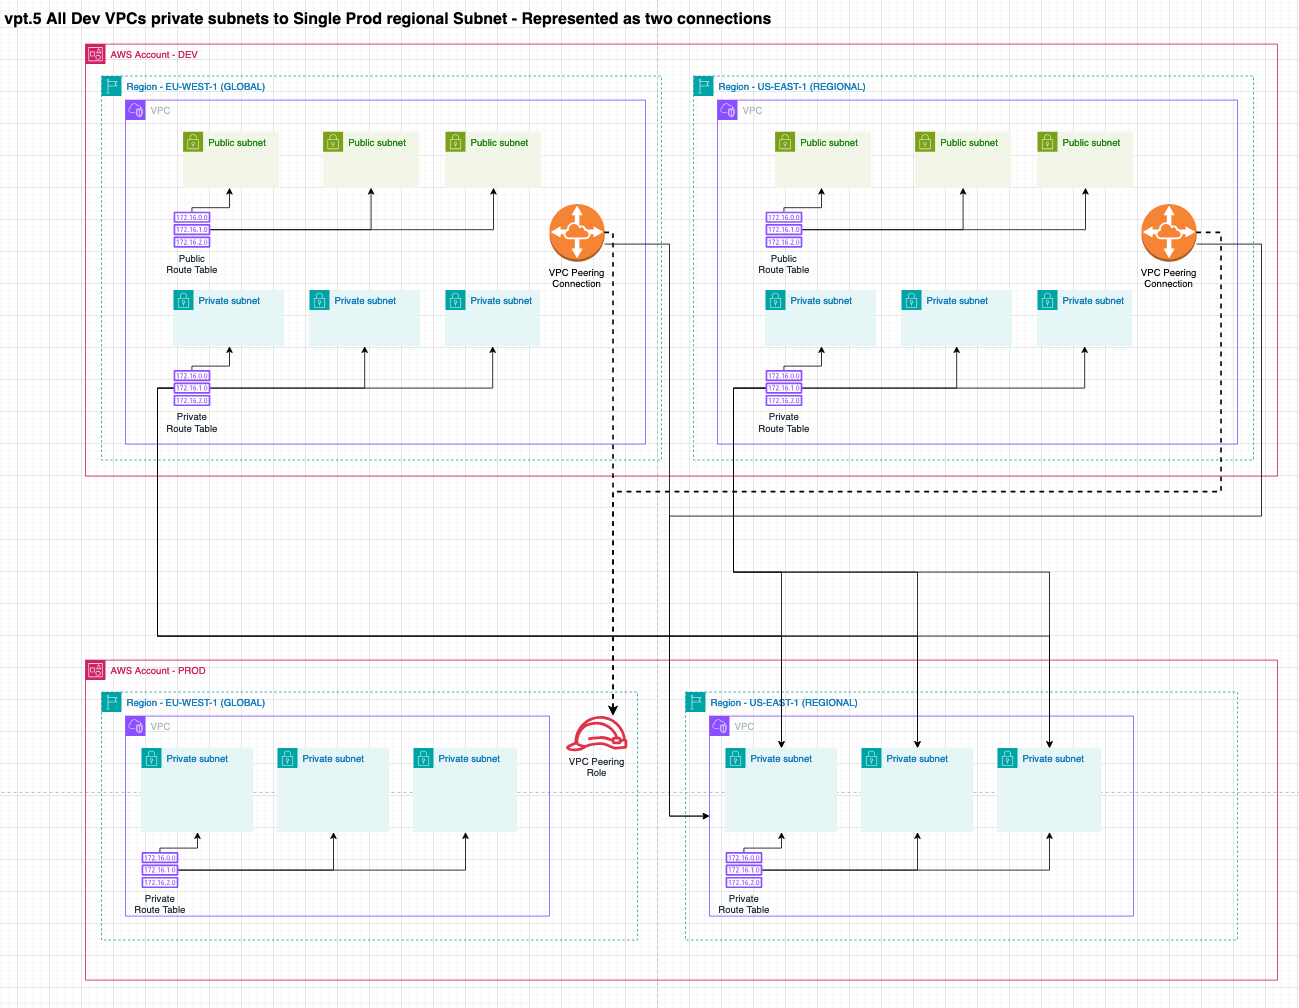 vpt.5 All Dev VPCs private subnets to Single Prod regional Subnet - Represented as two connections
AWS Account - DEV
Region - EU-WEST-1 (GLOBAL)
VPC
Public subnet
Public subnet
Public subnet
172.16.0.0
172.16.1.0
172.16.2.0
Public
Route Table
VPC Peering
Connection
Private subnet
Private subnet
Private subnet
172.16.0.0
172.16.1.0
172.16.2.0
Private
Route Table
Region - US-EAST-1 (REGIONAL)
VPC
Public subnet
Public subnet
Public subnet
172.16.0.0
172.16.1.0
172.16.2.0
Public
Route Table
VPC Peering
Connection
Private subnet
Private subnet
Private subnet
172.16.0.0
172.16.1.0
172.16.2.0
Private
Route Table
AWS Account - PROD
Region - EU-WEST-1 (GLOBAL)
VPC
Private subnet
Private subnet
Private subnet
172.16.0.0
172.16.1.0
172.16.2.0
Private
Route Table
VPC Peering
Role
Region - US-EAST-1 (REGIONAL)
VPC
Private subnet
Private subnet
Private subnet
172.16.0.0
172.16.1.0
172.16.2.0
Private
Route Table